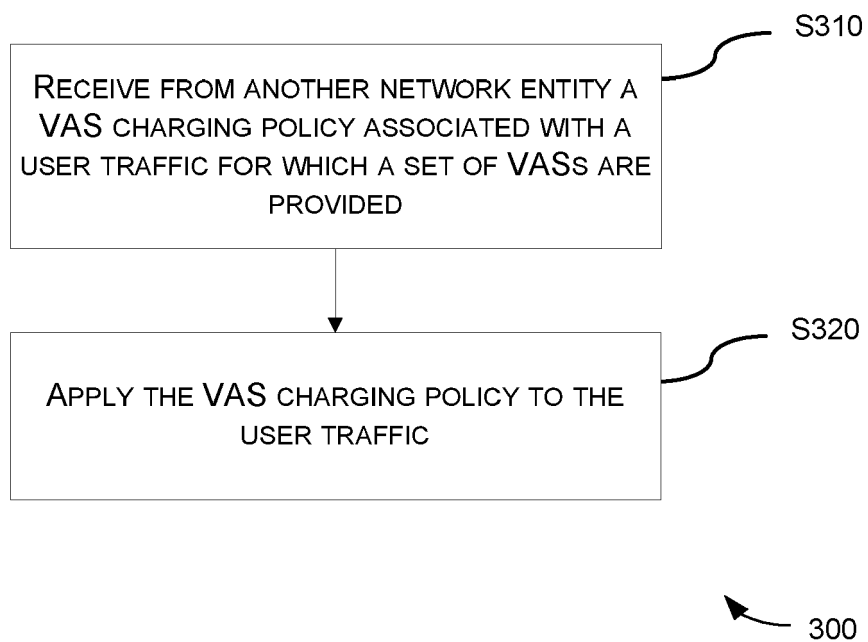 S310
RECEIVE FROM ANOTHER NETWORK ENTITY A
VAS CHARGING POLICY ASSOCIATED WITH A
USER TRAFFIC FOR WHICH A SET OF VASS ARE
PROVIDED
S320
APPLY THE VAS CHARGING POLICY TO THE
USER TRAFFIC
300